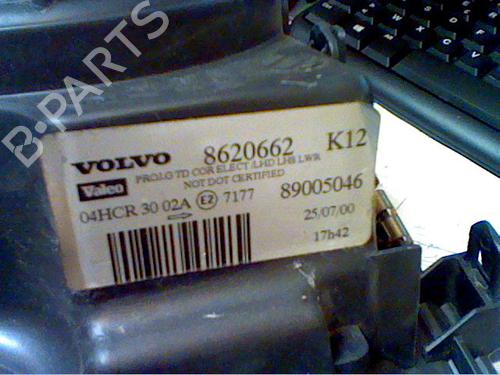 B-PARTS
VOLVO 8620662 K12
PROJ.G TD COR ELECT /LHD LHB LWR
Valeo NOT DOT CERTIFIED
04HCR 30 02A E2 7177 89005046
25/07/00
17h42